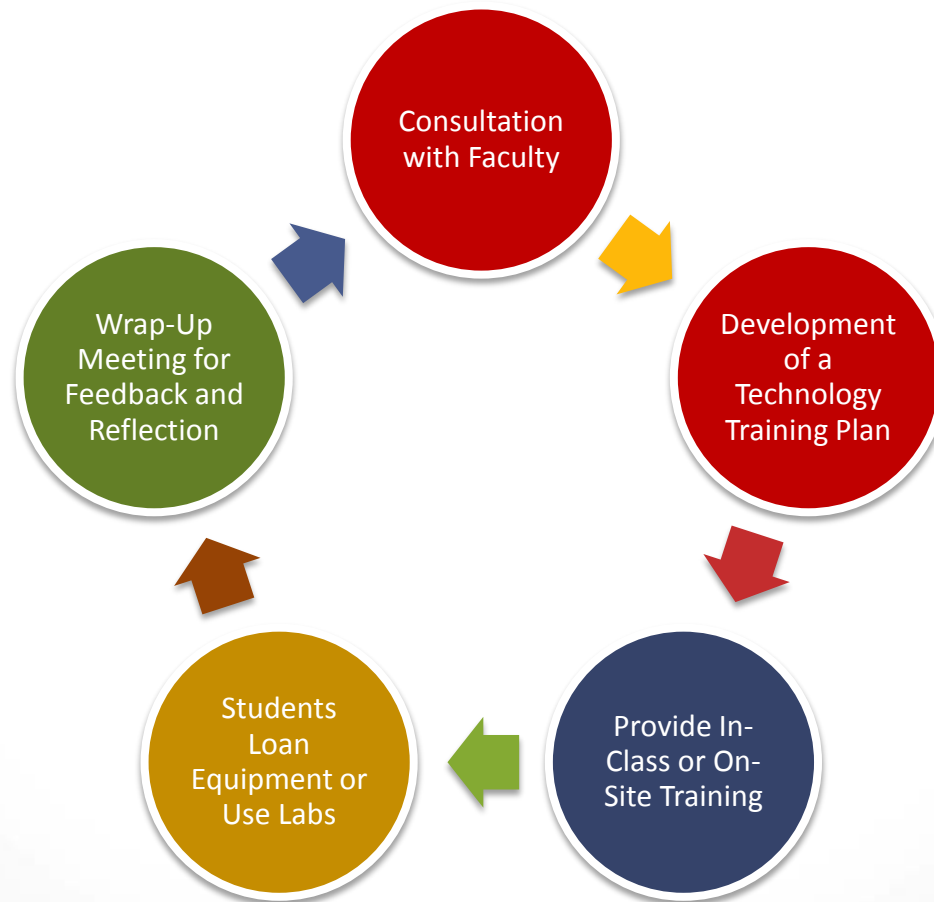 Consultation
with Faculty
Development
of a
Technology
Training Plan
Provide In-
Class or On-
Site Training
Students
Loan
Equipment or
Use Labs
Wrap-Up
Meeting for
Feedback and
Reflection